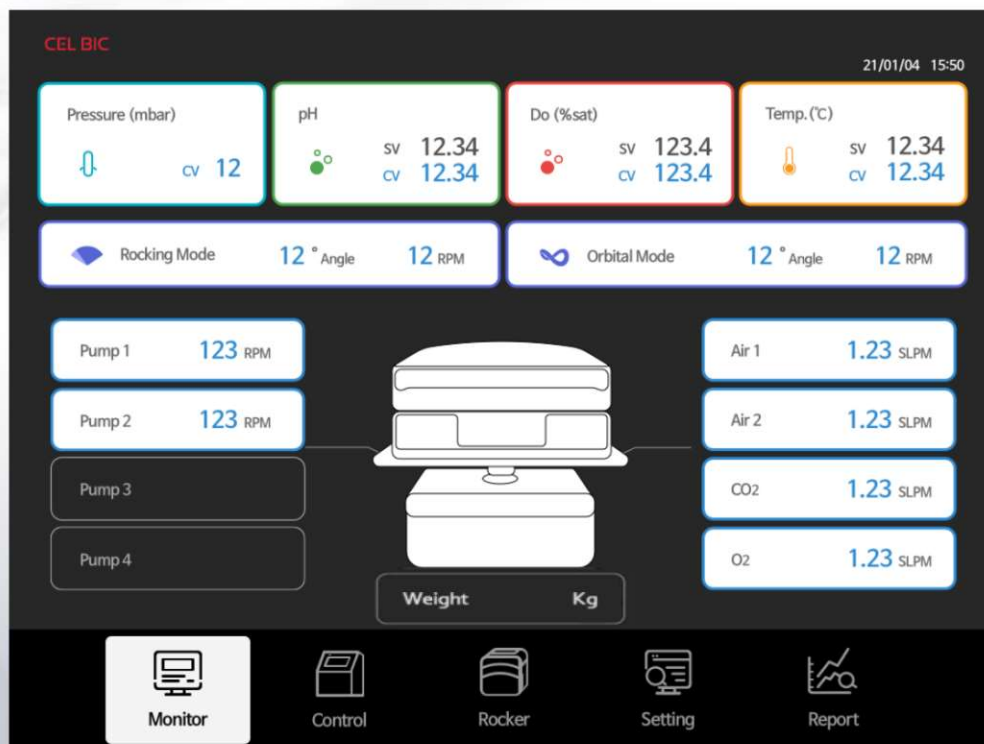 CEL BIC
21/01/04 15:50
Pressure (mbar)
CV 12
pH
SV 12.34
CV 12.34
Do (%sat)
SV 123.4
CV 123.4
Temp.(℃)
SV 12.34
CV 12.34
Rocking Mode 12 ° Angle 12 RPM
Orbital Mode 12 ° Angle 12 RPM
Pump 1 123 RPM
Pump 2 123 RPM
Pump 3
Pump 4
Air 1 1.23 SLPM
Air 2 1.23 SLPM
CO2 1.23 SLPM
O2 1.23 SLPM
Weight Kg
Monitor
Control
Rocker
Setting
Report